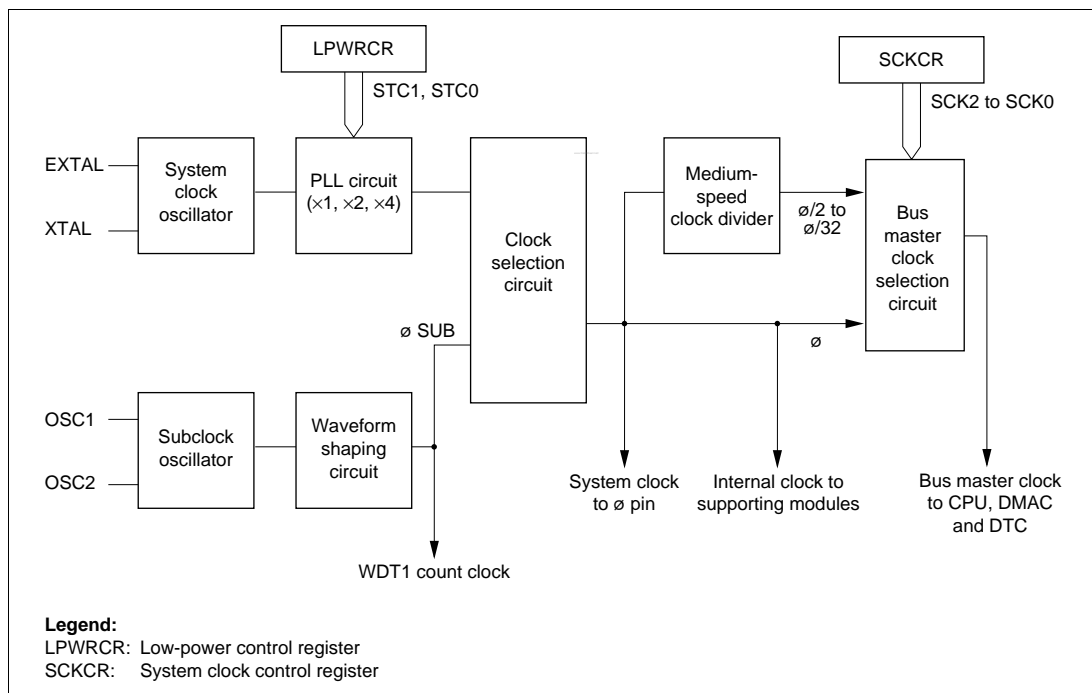 LPWRCR
STC1, STC0
SCKCR
SCK2 to SCK0
EXTAL
XTAL
System
clock
oscillator
PLL circuit
(×1, ×2, ×4)
Clock
selection
circuit
Medium-
speed
clock divider
ø/2 to
ø/32
Bus
master
clock
selection
circuit
ø SUB
ø
OSC1
OSC2
Subclock
oscillator
Waveform
shaping
circuit
System clock
to ø pin
Internal clock to
supporting modules
Bus master clock
to CPU, DMAC
and DTC
WDT1 count clock
Legend:
LPWRCR: Low-power control register
SCKCR: System clock control register